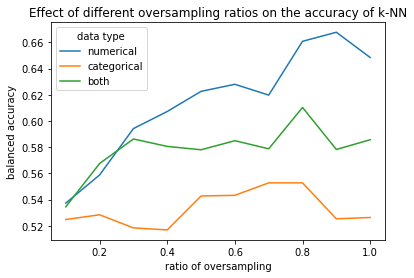 Effect of different oversampling ratios on the accuracy of k-NN
data type
numerical
categorical
both
balanced accuracy
0.66
0.64
0.62
0.60
0.58
0.56
0.54
0.52
0.2
0.4
0.6
0.8
1.0
ratio of oversampling